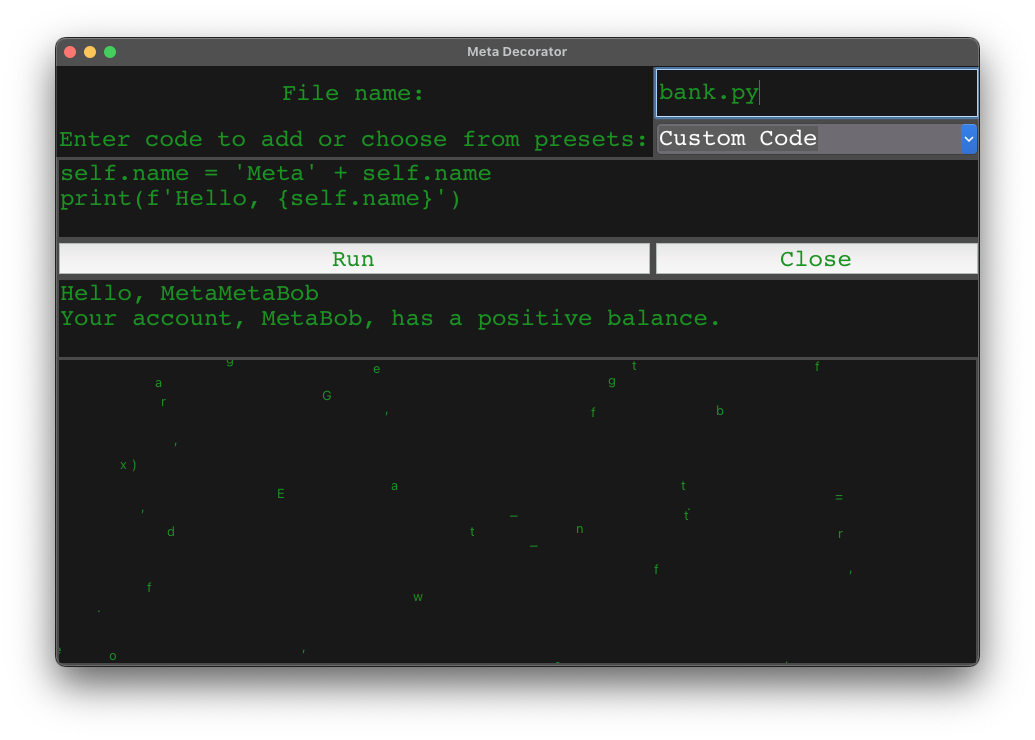 Meta Decorator
File name:
bank.py
Enter code to add or choose from presets:
Custom Code
self.name = 'Meta' + self.name
print(f'Hello, {self.name}')
Run
Close
Hello, MetaMetaBob
Your account, MetaBob, has a positive balance.
g
e
t
f
a
g
r
G
,
f
b
,
x )
a
t
E
=
,
_
t
d
t
n
r
_
f
,
f
w
.
o
,